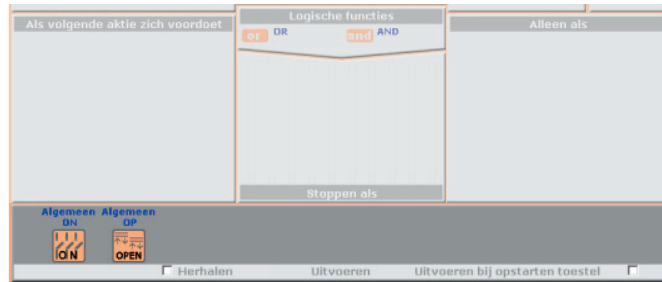 Als volgende aktie zich voordoet
Logische functies
or OR and AND
Alleen als
Stoppen als
Algemeen ON
Algemeen OP
ON
OPEN
Herhalen
Uitvoeren
Uitvoeren bij opstarten toestel